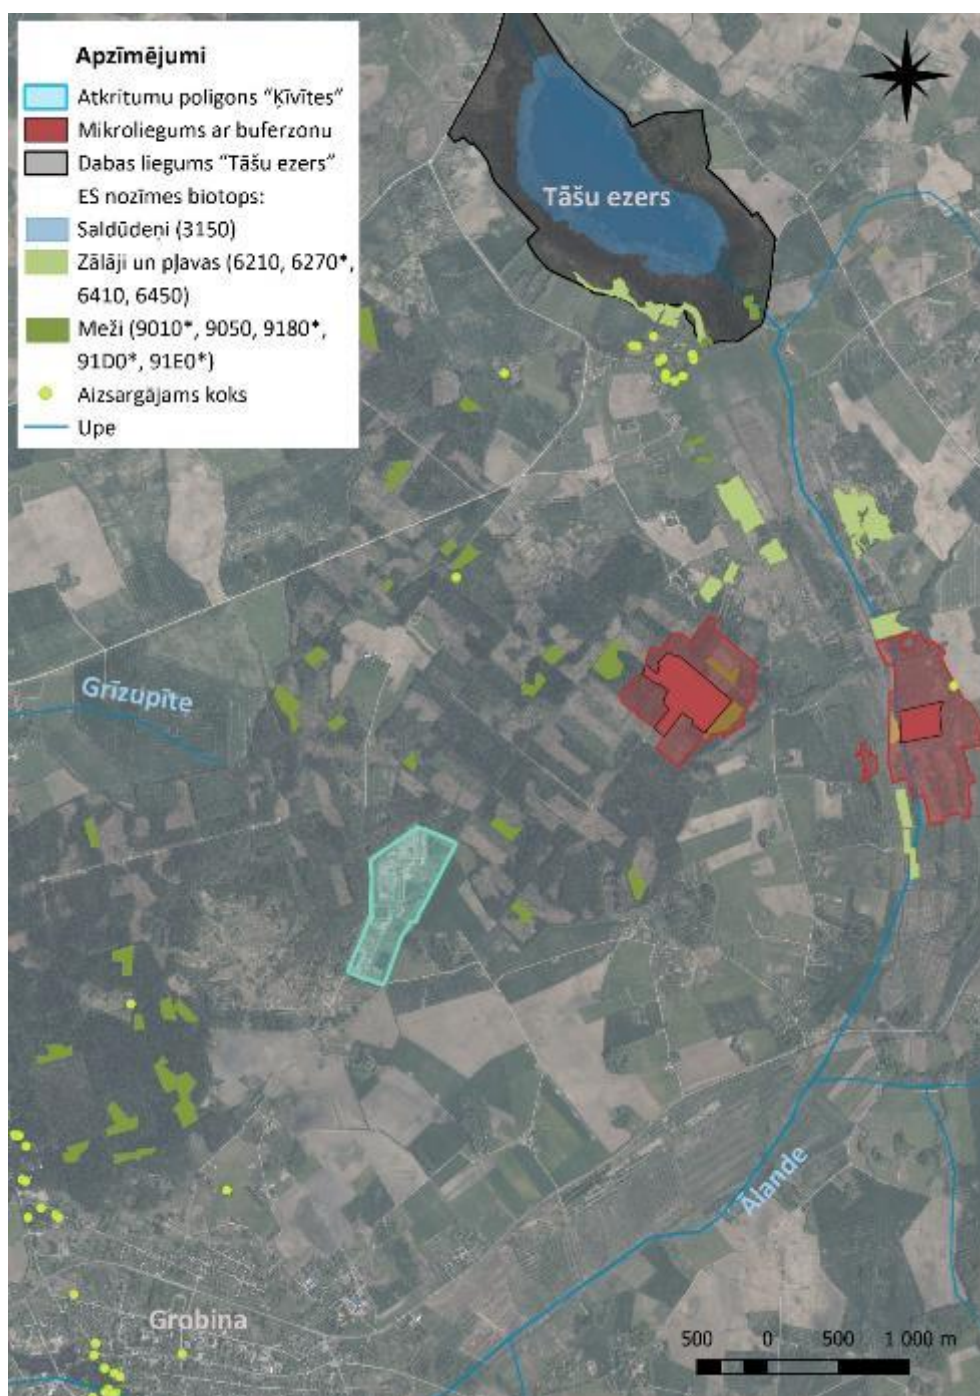 Apzīmējumi
Atkritumu poligons “Ķīvītes”
Mikroliegums ar buferzonu
Dabas liegums “Tāšu ezers”
ES nozīmes biotops:
Saldūdeņi (3150)
Zālāji un pļavas (6210, 6270*,
6410, 6450)
Meži (9010*, 9050, 9180*,
91D0*, 91E0*)
Aizsargājams koks
Upe
Tāšu ezers
Grīzupīte
Ālande
Grobiņa
500 0 500 1 000 m